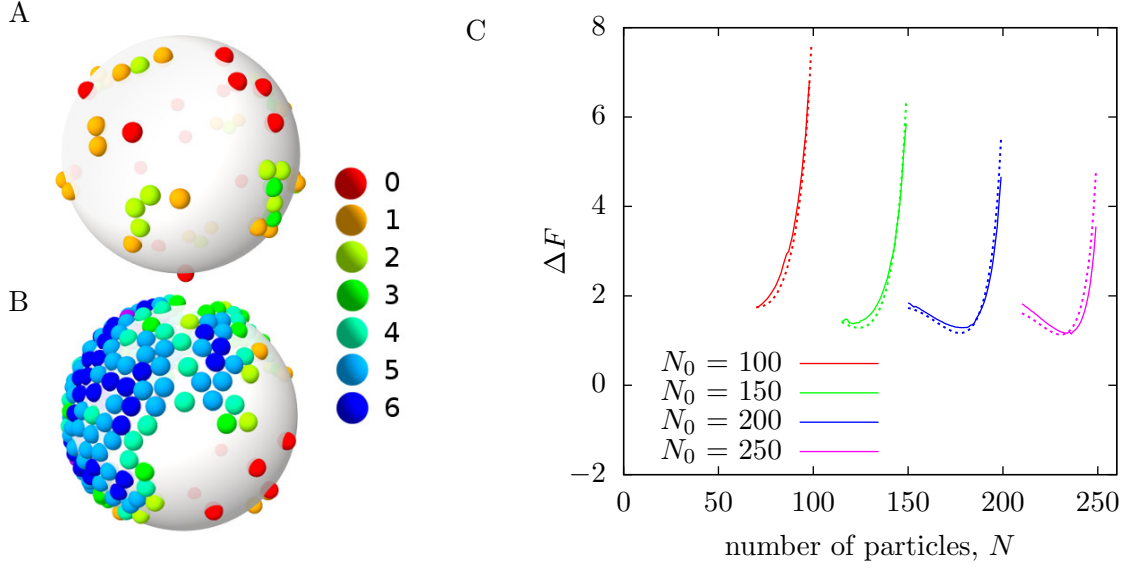 A
B
0
1
2
3
4
5
6
C
8
6
4
2
0
−2
ΔF
N₀ = 100
N₀ = 150
N₀ = 200
N₀ = 250
0 50 100 150 200 250
number of particles, N